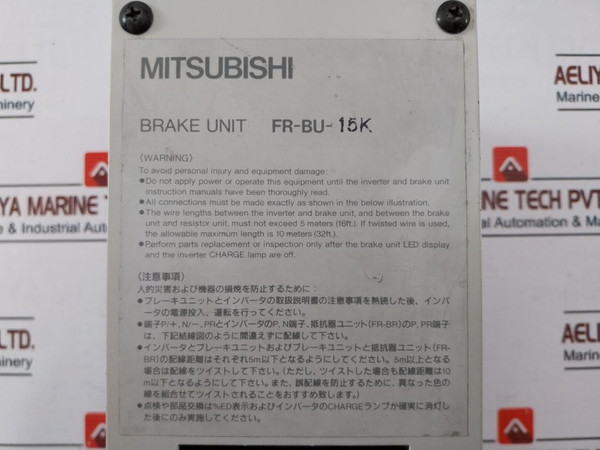 MITSUBISHI
BRAKE UNIT FR-BU-15K
〈WARNING〉
To avoid personal injury and equipment damage:
●Do not apply power or operate this equipment until the inverter and brake unit
instruction manuals have been thoroughly read.
●All connections must be made exactly as shown in the below illustration.
●The wire lengths between the inverter and brake unit, and between the brake
unit and resistor unit, must not exceed 5 meters (16ft). If twisted wire is used,
the allowable maximum length is 10 meters (32ft).
●Perform parts replacement or inspection only after the brake unit LED display
and the inverter CHARGE lamp are off.
〈注意事項〉
人的災害および機器の損焼を防止するために：
●ブレーキユニットとインバータの取扱説明書の注意事項を熟読した後、インバ
ータの電源投入、運転を行ってください。
●端子P/+、N/−、PRとインバータのP、N端子、抵抗器ユニット(FR-BR)のP、PR端子
は、下記結線図のように間違えずに配線して下さい。
●インバータとブレーキユニットおよびブレーキユニットと抵抗器ユニット(FR-
BR)の配線距離はそれぞれ5m以下となるようにしてください。5m以上となる
場合は配線をツイストして下さい。(ただし、ツイストした場合も配線距離は10
m以下となるようにして下さい。また、誤配線を防止するために、異なった色の
線を組合せてツイストされることをおすすめ致します。)
●点検や部品交換は%ED表示およびインバータのCHARGEランプが確実に消灯し
た後にのみ実施してください。
LTD.
hinery
AELIYA
Marine
IYA MARINE
e & Industrial Au
E TECH PVT
strial Automation & Ma
LTD.
hinery
AELIYA
Marine